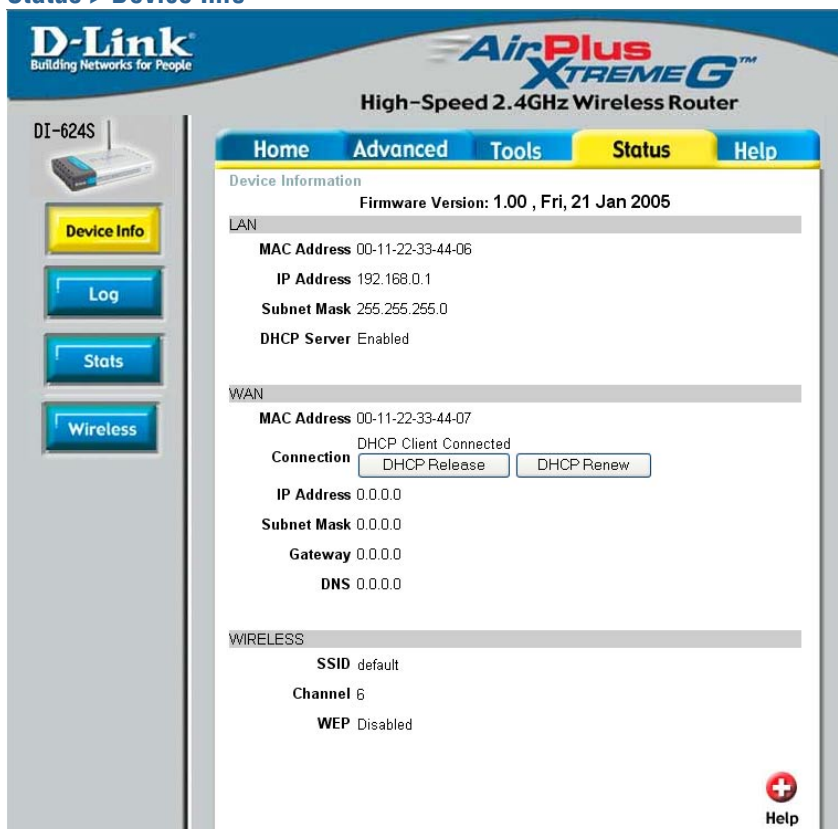 Status > Device Info
D-Link
Building Networks for People
AirPlus
XTREME G™
High-Speed 2.4GHz Wireless Router
DI-624S
Home Advanced Tools Status Help
Device Info
Log
Stats
Wireless
Device Information
Firmware Version: 1.00 , Fri, 21 Jan 2005
LAN
MAC Address 00-11-22-33-44-06
IP Address 192.168.0.1
Subnet Mask 255.255.255.0
DHCP Server Enabled
WAN
MAC Address 00-11-22-33-44-07
Connection DHCP Client Connected
DHCP Release DHCP Renew
IP Address 0.0.0.0
Subnet Mask 0.0.0.0
Gateway 0.0.0.0
DNS 0.0.0.0
WIRELESS
SSID default
Channel 6
WEP Disabled
Help